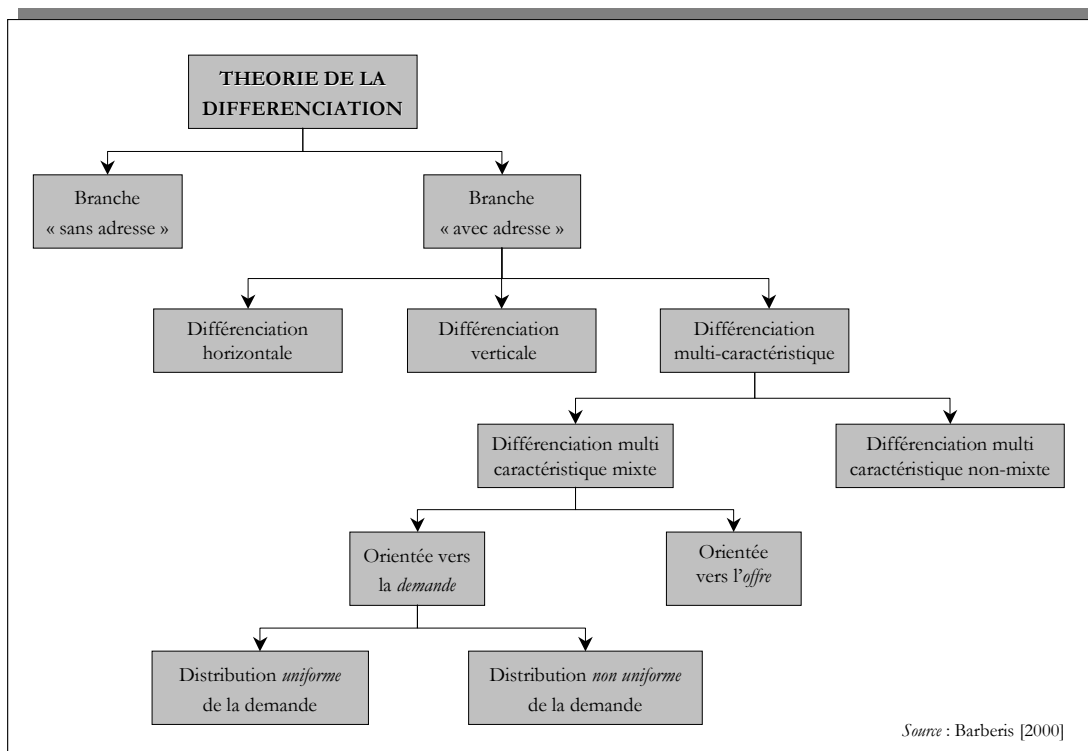 THEORIE DE LA
DIFFERENCIATION
Branche
« sans adresse »
Branche
« avec adresse »
Différenciation
horizontale
Différenciation
verticale
Différenciation
multi-caractéristique
Différenciation multi
caractéristique mixte
Différenciation multi
caractéristique non-mixte
Orientée vers
la demande
Orientée
vers l’offre
Distribution uniforme
de la demande
Distribution non uniforme
de la demande
Source : Barberis [2000]